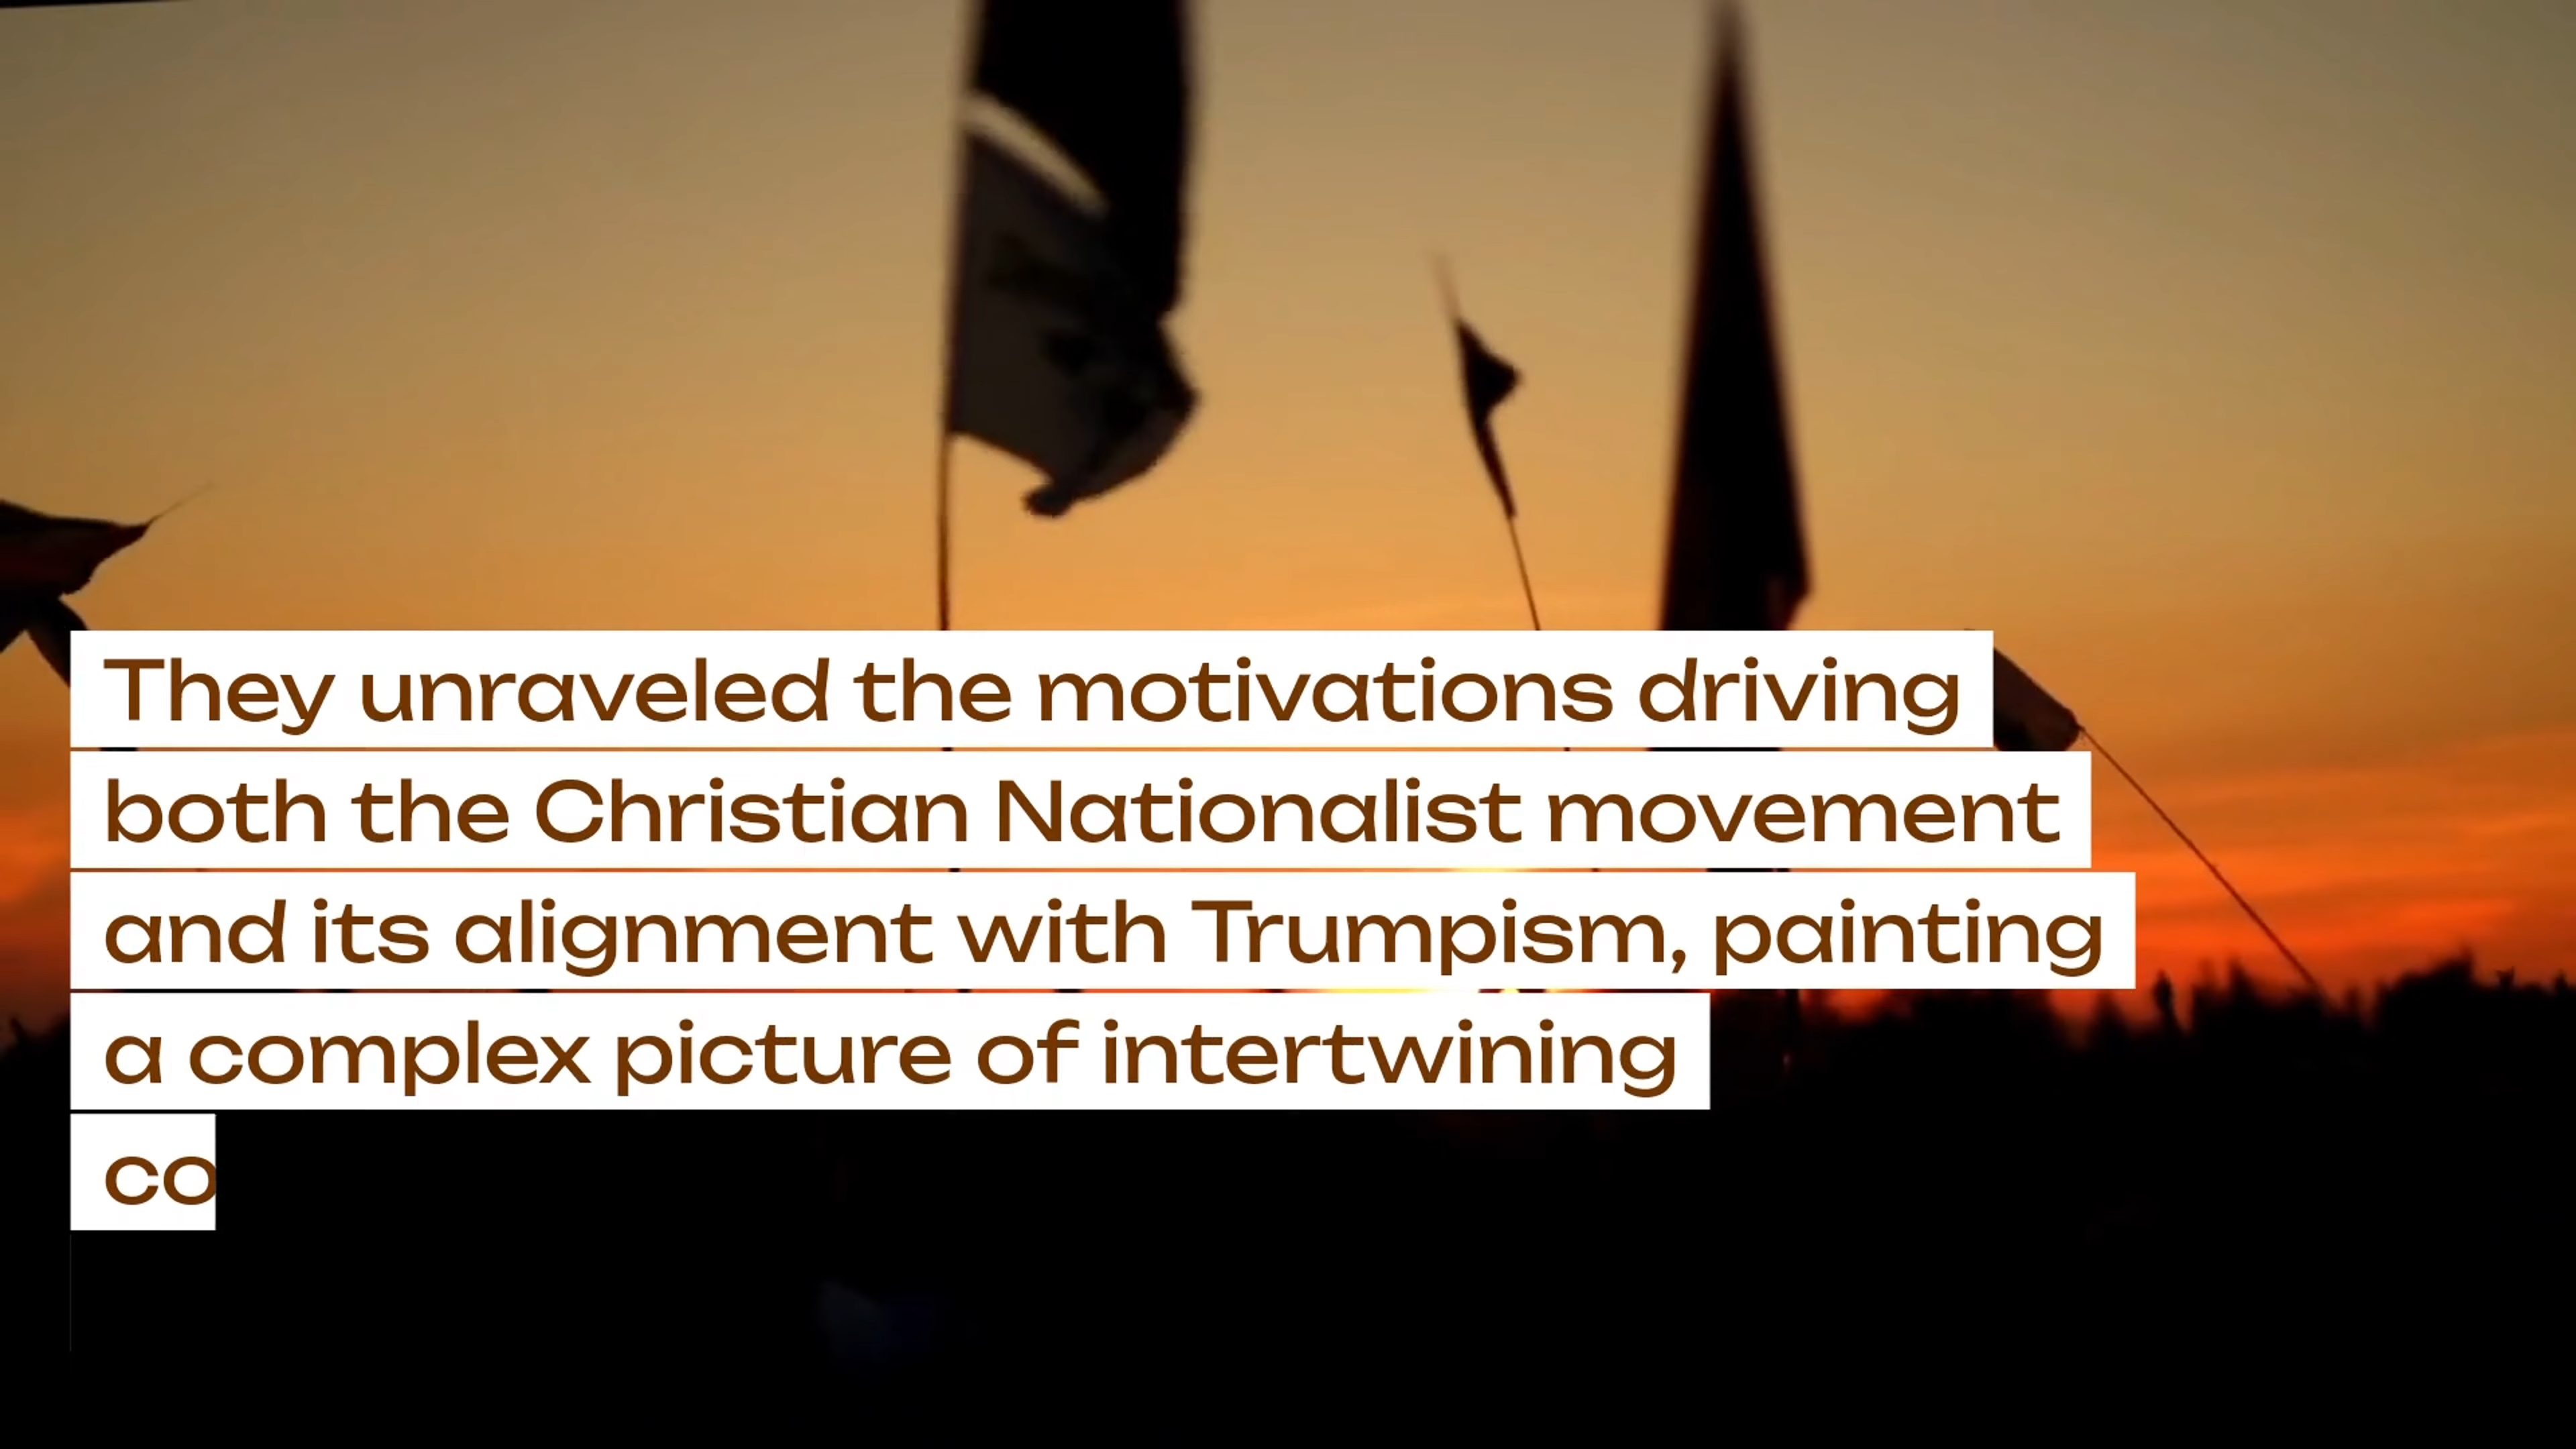 They unraveled the motivations driving
both the Christian Nationalist movement
and its alignment with Trumpism, painting
a complex picture of intertwining
co